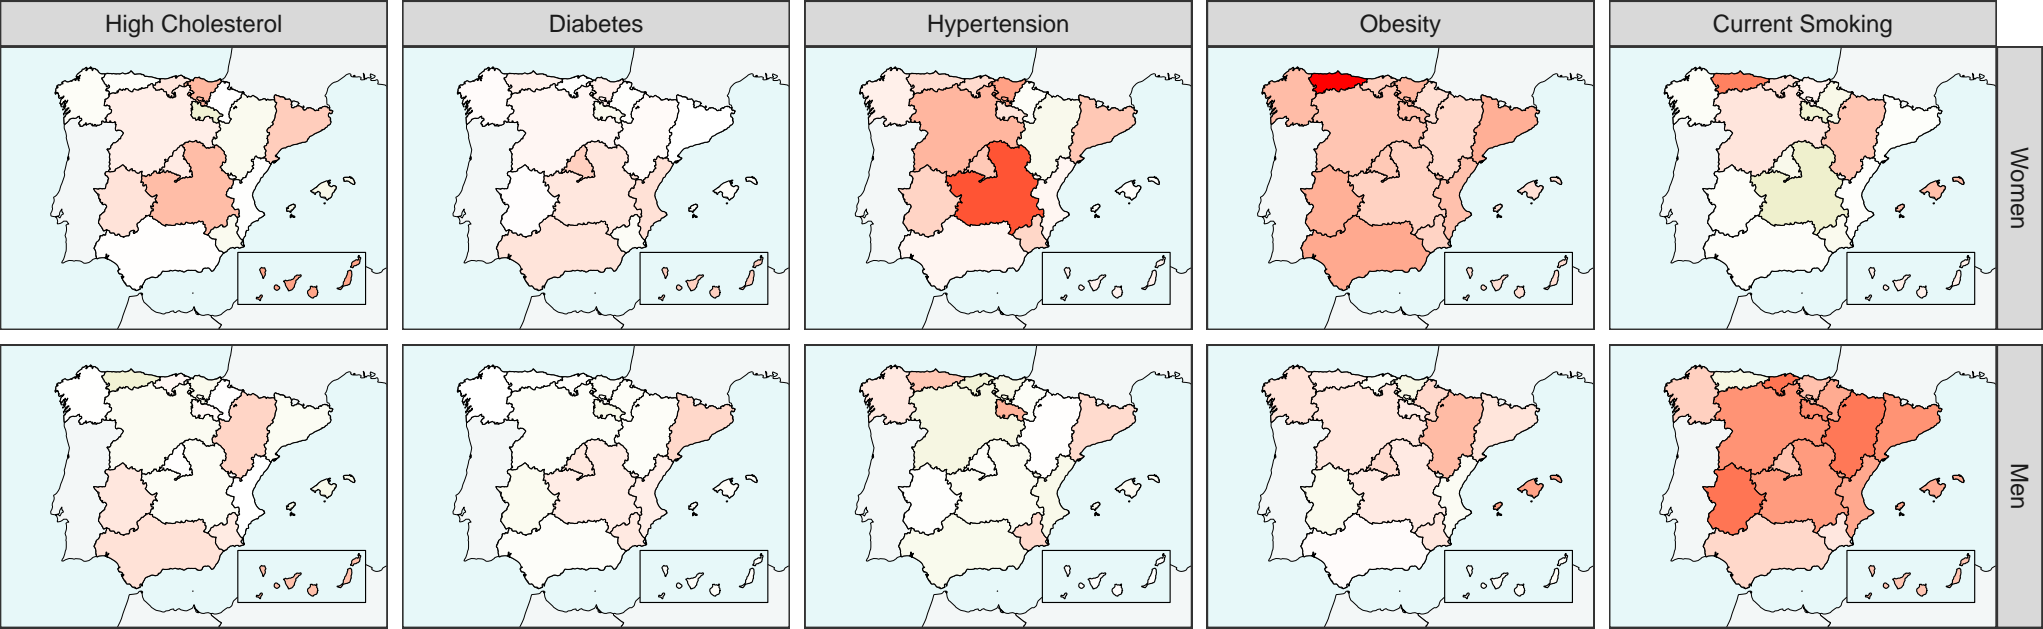 High Cholesterol
Diabetes
Hypertension
Obesity
Current Smoking
Women
Men